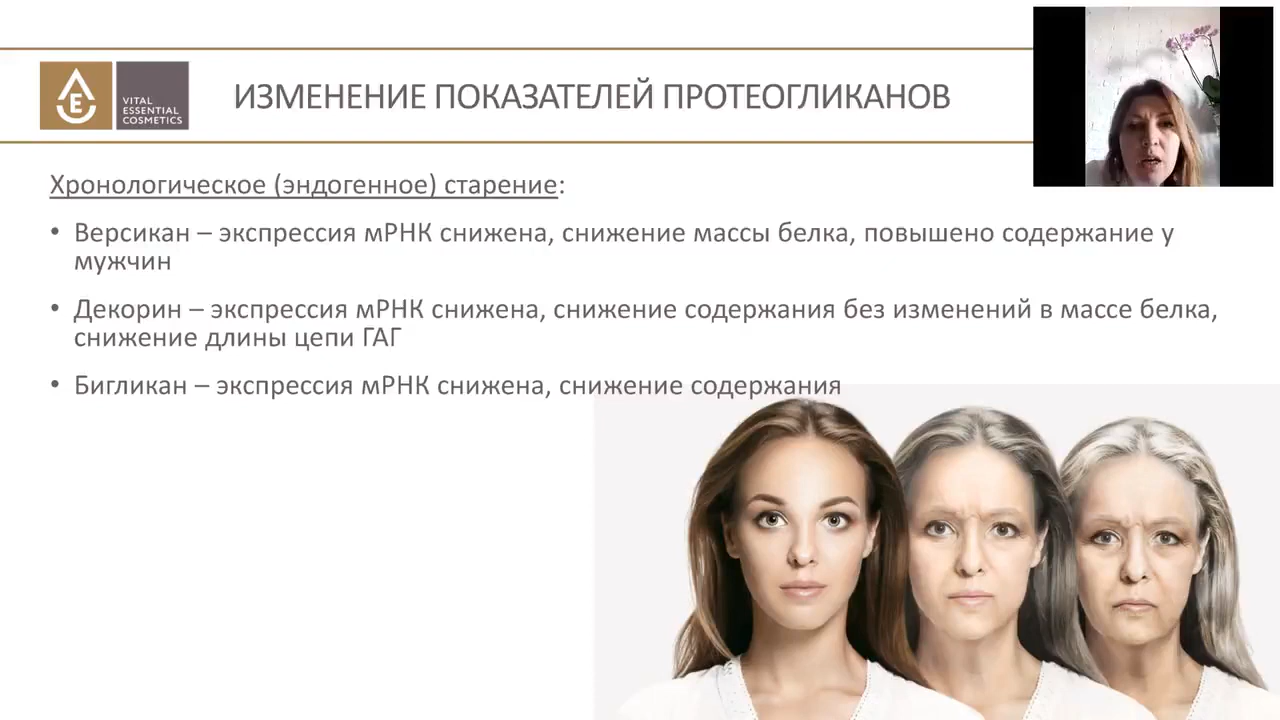 VITAL
ESSENTIAL
COSMETICS
ИЗМЕНЕНИЕ ПОКАЗАТЕЛЕЙ ПРОТЕОГЛИКАНОВ
Хронологическое (эндогенное) старение:
• Версикан – экспрессия мРНК снижена, снижение массы белка, повышено содержание у
мужчин
• Декорин – экспрессия мРНК снижена, снижение содержания без изменений в массе белка,
снижение длины цепи ГАГ
• Бигликан – экспрессия мРНК снижена, снижение содержания